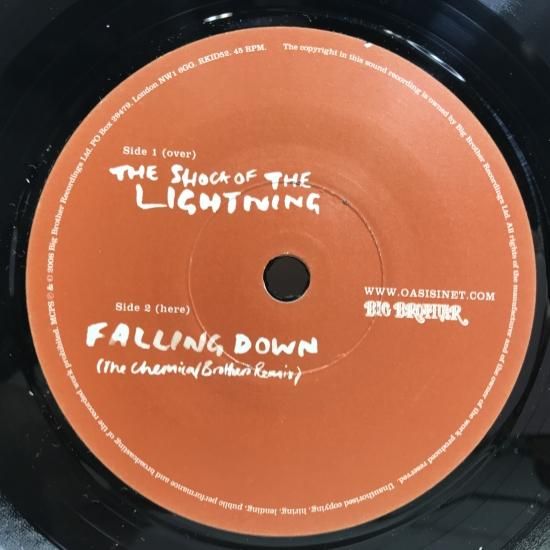 MCPS ℗ & © 2008 Big Brother Recordings Ltd. PO Box 29479, London NW1 6GG. RKID52. 45 RPM. The copyright in this sound recording is owned by Big Brother Recordings Ltd. All rights of the manufacturer and of the owner of the work produced reserved. Unauthorised copying, hiring, lending, public performance and broadcasting of the recorded work prohibited.
Side 1 (over)
THE SHOCK OF THE
LIGHTNING
WWW.OASISINET.COM
BIG BROTHER
Side 2 (here)
FALLING DOWN
(The Chemical Brothers Remix)